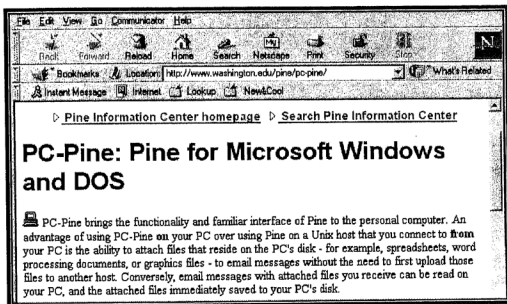 File Edit View Go Communicator Help
Back Forward Reload Home Search Netscape Print Security Stop N
Bookmarks Location: http://www.washington.edu/pine/pc-pine/ What's Related
Instant Message Internet Lookup New&Cool
Pine Information Center homepage Search Pine Information Center
PC-Pine: Pine for Microsoft Windows
and DOS
PC-Pine brings the functionality and familiar interface of Pine to the personal computer. An
advantage of using PC-Pine on your PC over using Pine on a Unix host that you connect to from
your PC is the ability to attach files that reside on the PC's disk - for example, spreadsheets, word
processing documents, or graphics files - to email messages without the need to first upload those
files to another host. Conversely, email messages with attached files you receive can be read on
your PC, and the attached files immediately saved to your PC's disk.